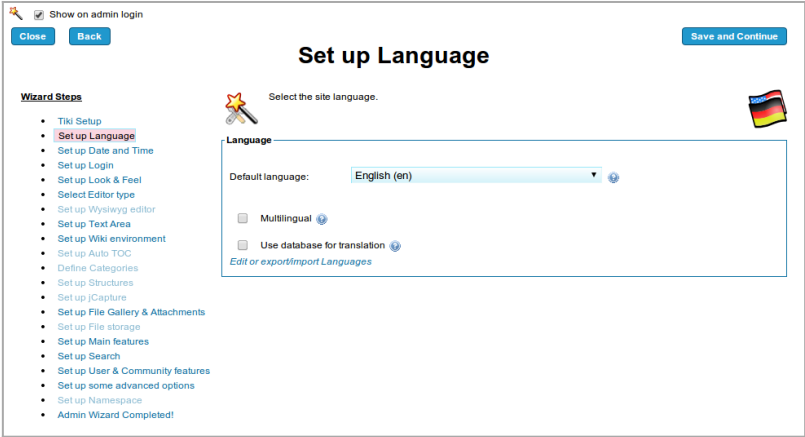 Show on admin login
Close
Back
Save and Continue
Set up Language
Wizard Steps
Tiki Setup
Set up Language
Set up Date and Time
Set up Login
Set up Look & Feel
Select Editor type
Set up Wysiwyg editor
Set up Text Area
Set up Wiki environment
Set up Auto TOC
Define Categories
Set up Structures
Set up jCapture
Set up File Gallery & Attachments
Set up File storage
Set up Main features
Set up Search
Set up User & Community features
Set up some advanced options
Set up Namespace
Admin Wizard Completed!
Select the site language.
Language
Default language: English (en)
Multilingual
Use database for translation
Edit or export/import Languages